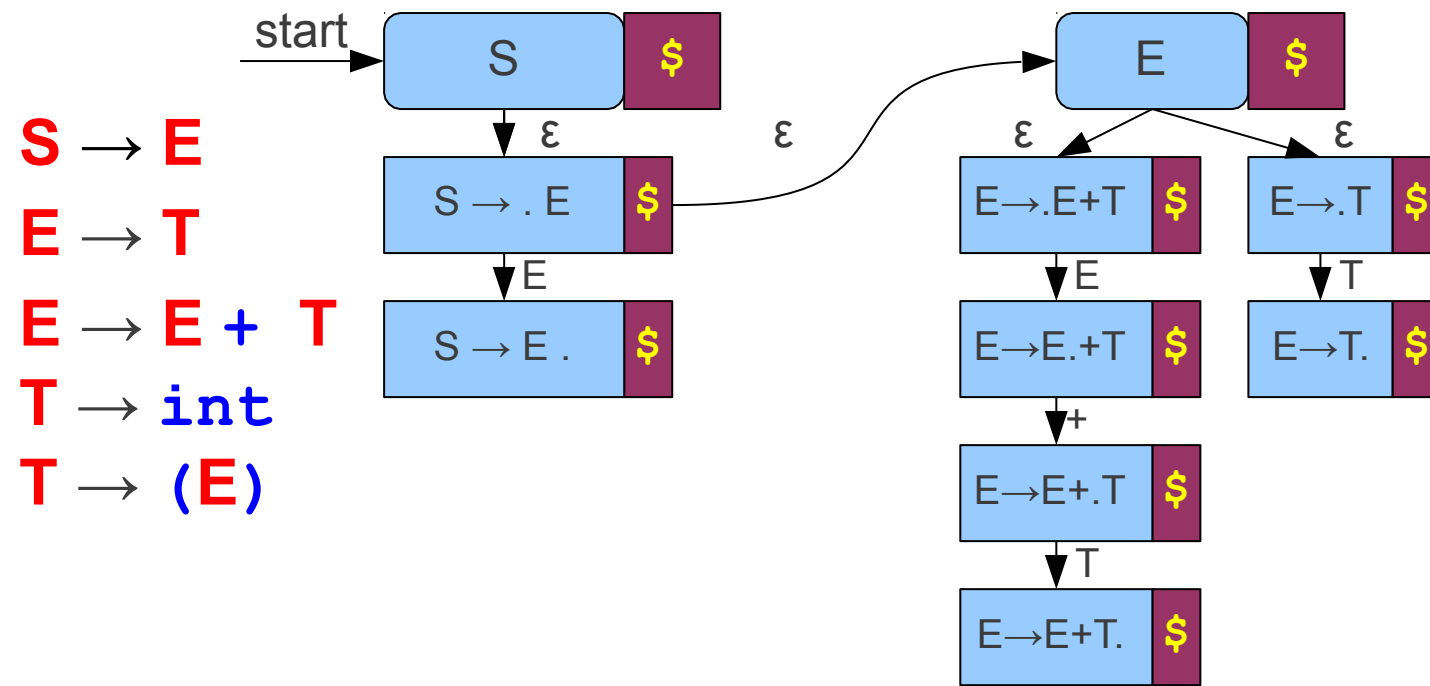 start
S $
E $
S → E
E → T
E → E + T
T → int
T → (E)
ε
ε
ε
ε
S → . E $
E→.E+T $
E→.T $
E
E
T
S → E . $
E→E.+T $
E→T. $
+
E→E+.T $
T
E→E+T. $